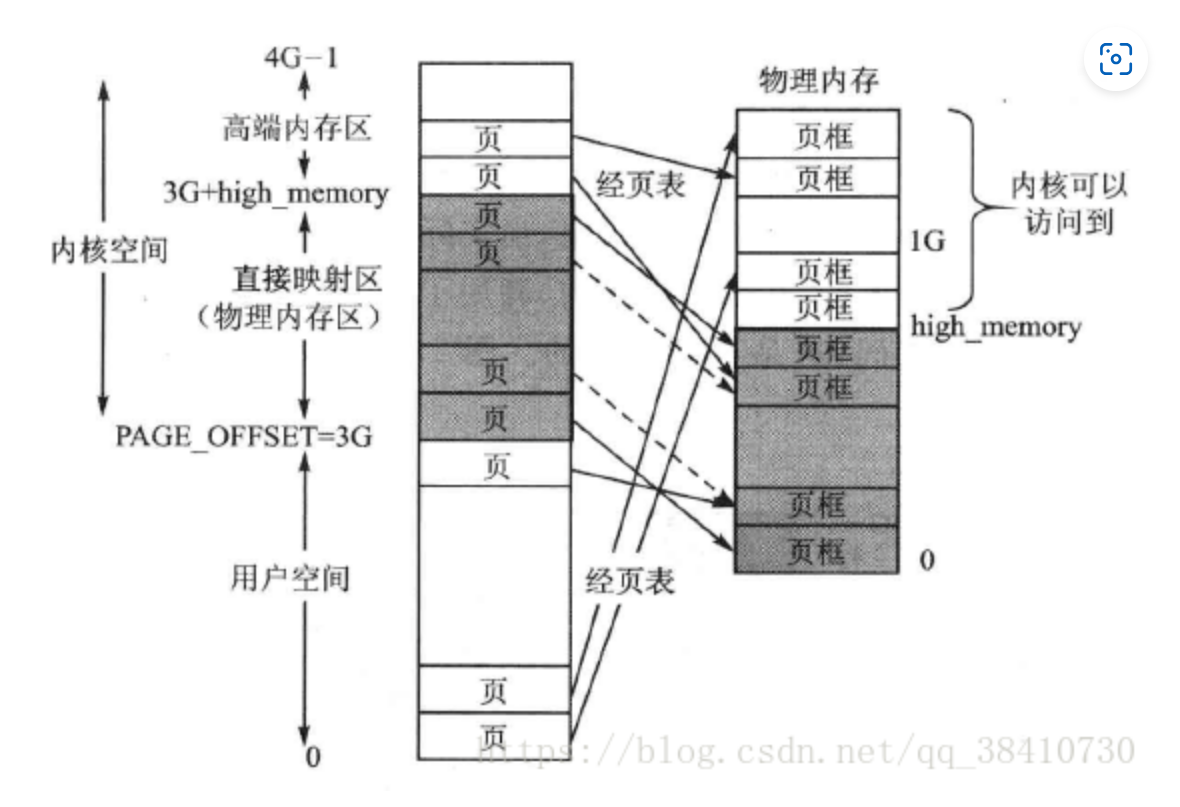 4G-1
高端内存区
3G+high_memory
内核空间
直接映射区
(物理内存区)
PAGE_OFFSET=3G
用户空间
0
页
页
页
页
页
页
页
页
页
经页表
经页表
物理内存
页框
页框
页框
页框
页框
页框
页框
页框
1G
high_memory
0
内核可以
访问到
https://blog.csdn.net/qq_38410730